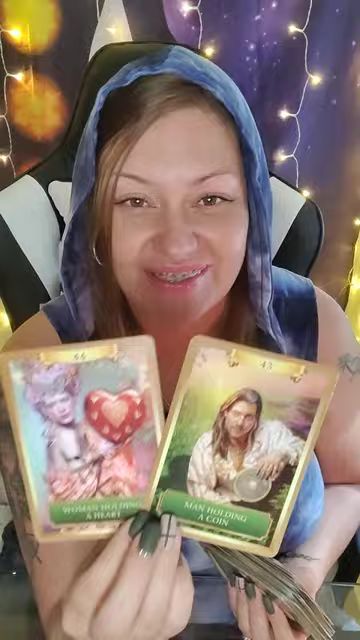 44
WOMAN HOLDING
A HEART
43
MAN HOLDING
A COIN